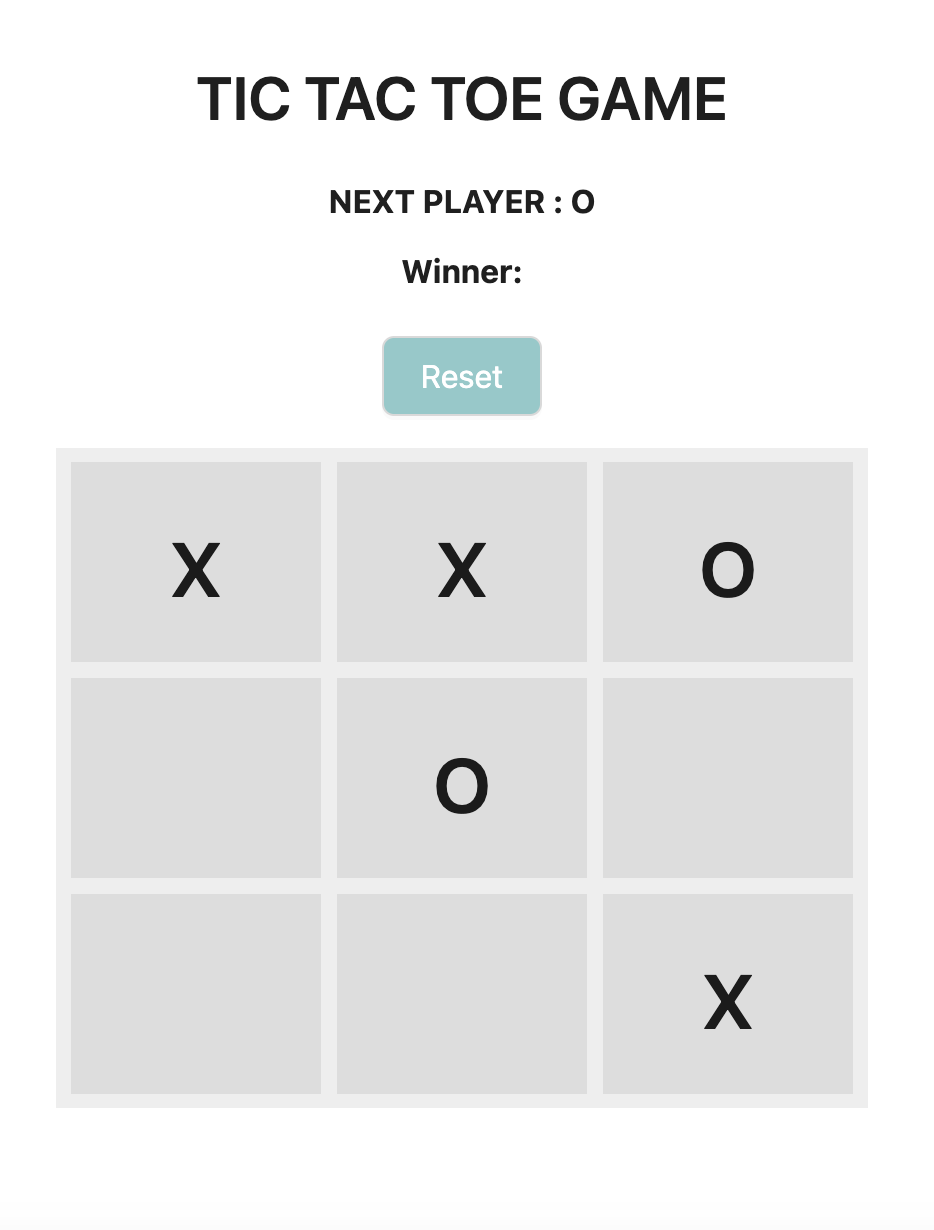 TIC TAC TOE GAME
NEXT PLAYER : O
Winner:
Reset
X X O
O
X